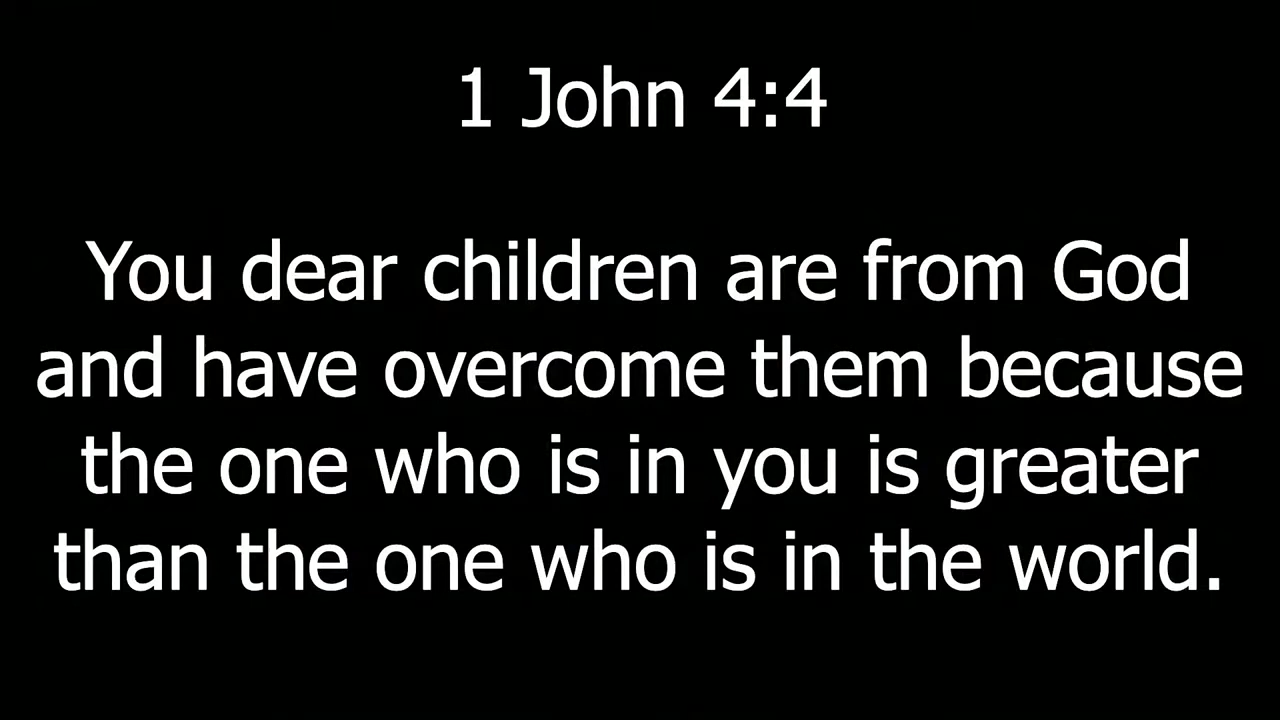 1 John 4:4
You dear children are from God
and have overcome them because
the one who is in you is greater
than the one who is in the world.